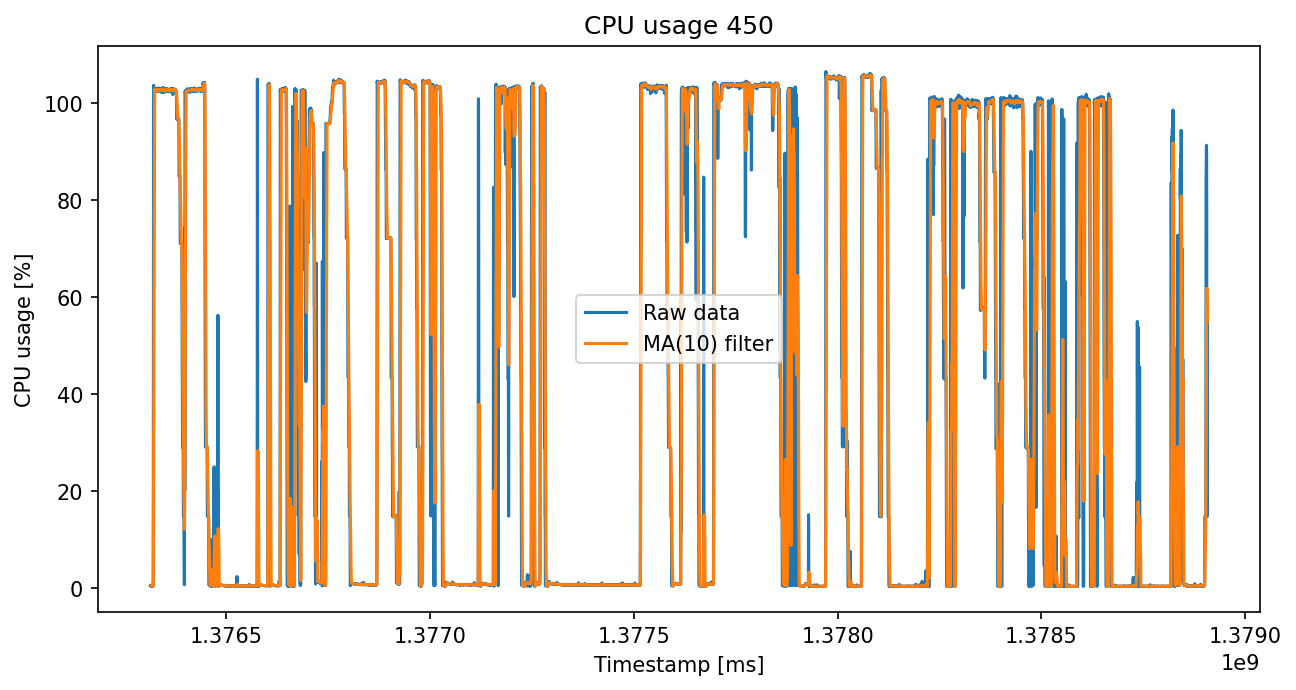 CPU usage 450
CPU usage [%]
100
80
60
40
20
0
Raw data
MA(10) filter
1.3765 1.3770 1.3775 1.3780 1.3785 1.3790
1e9
Timestamp [ms]